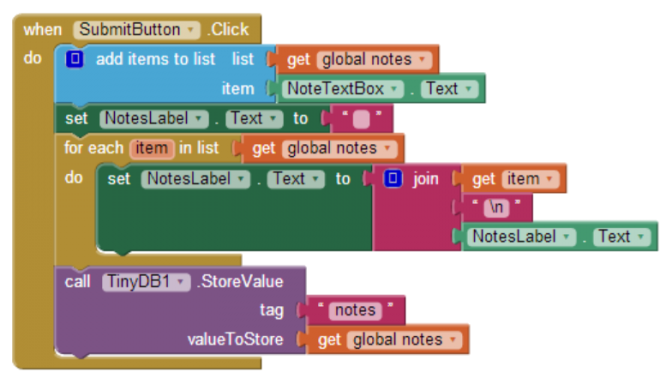 when SubmitButton .Click
do add items to list list get global notes
item NoteTextBox . Text
set NotesLabel . Text to " "
for each item in list get global notes
do set NotesLabel . Text to join get item
" \n "
NotesLabel . Text
call TinyDB1 .StoreValue
tag " notes "
valueToStore get global notes